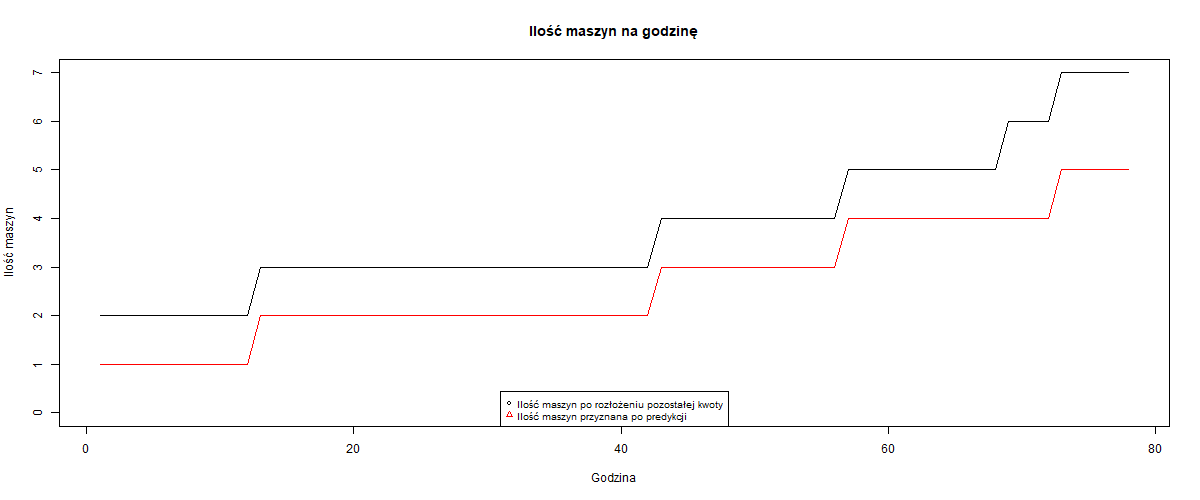 Ilość maszyn na godzinę
Ilość maszyn
7
6
5
4
3
2
1
0
Ilość maszyn po rozłożeniu pozostałej kwoty
Ilość maszyn przyznana po predykcji
0 20 40 60 80
Godzina